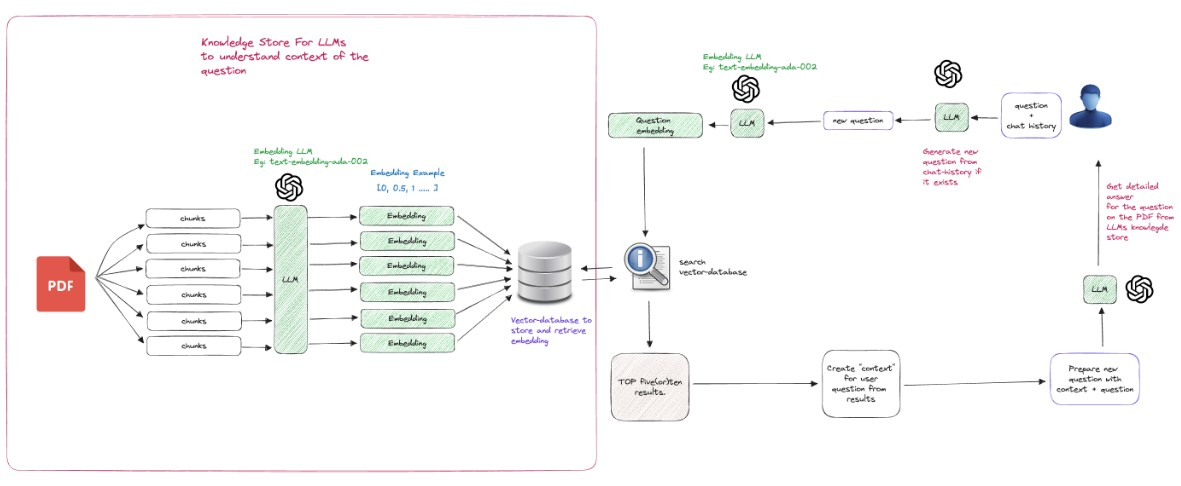 Knowledge Store For LLMs
to understand context of the
question
Embedding LLM
Eg: text-embedding-ada-002
Embedding Example
[0, 0.5, 1 ..... ]
PDF
chunks
chunks
chunks
chunks
chunks
chunks
LLM
Embedding
Embedding
Embedding
Embedding
Embedding
Embedding
Vector-database to
store and retrieve
embedding
Embedding LLM
Eg: text-embedding-ada-002
Question
embedding
LLM
new question
LLM
question
+
chat history
Generate new
question from
chat-history if
it exists
search
vector-database
Get detailed
answer
for the question
on the PDF from
LLMs knowlegde
store
LLM
TOP five(or)ten
results.
Create "context"
for user
question from
results
Prepare new
question with
context + question